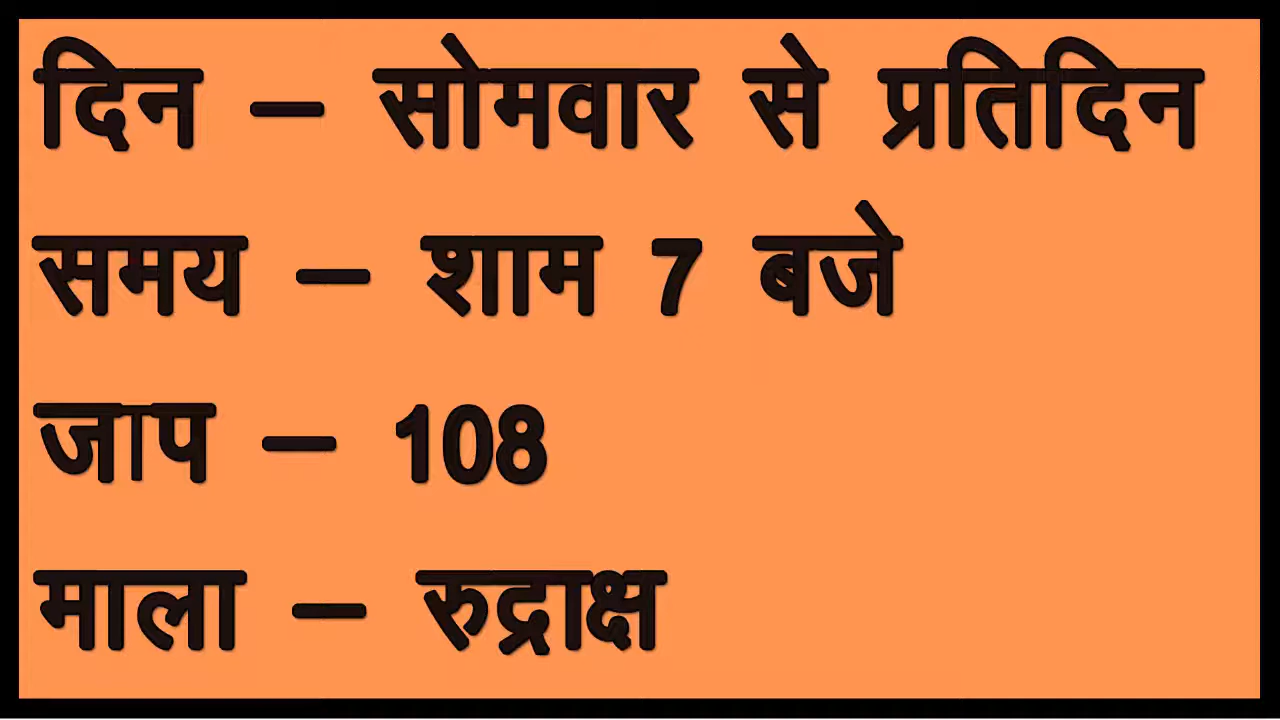 दिन – सोमवार से प्रतिदिन
समय – शाम 7 बजे
जाप – 108
माला – रुद्राक्ष